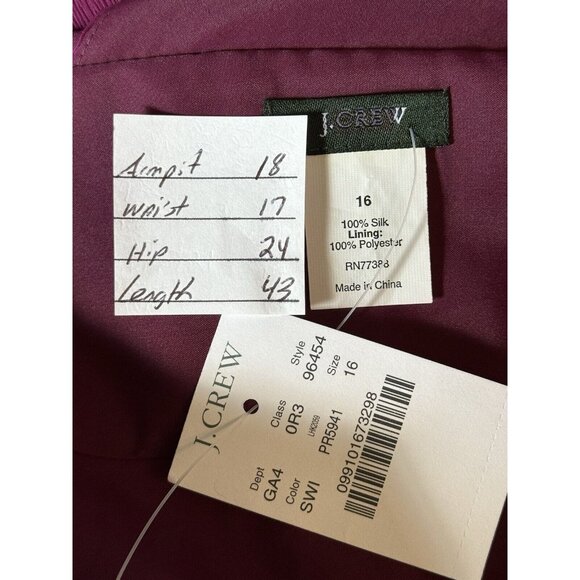 J.CREW
Armpit 18
Waist 17
Hip 24
Length 43
16
100% Silk
Lining:
100% Polyester
RN77388
Made in China
J.CREW
Dept Class Style
GA4 0R3 96454
Color LHK2059 Size
SWI PR5941 16
099101673298